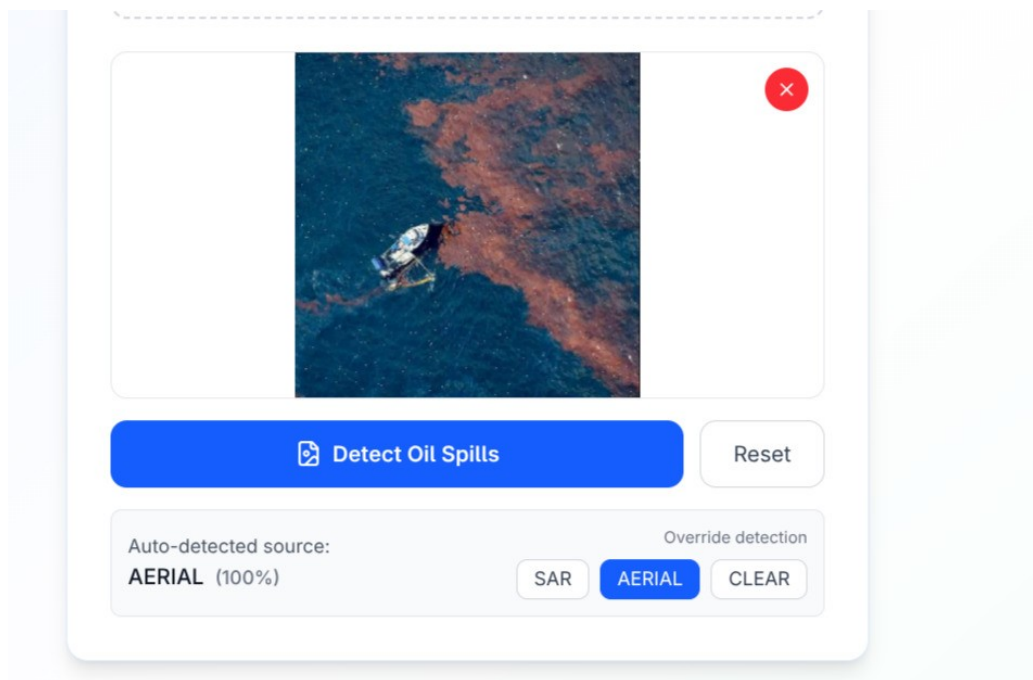 Detect Oil Spills
Reset
Auto-detected source:
AERIAL (100%)
Override detection
SAR
AERIAL
CLEAR